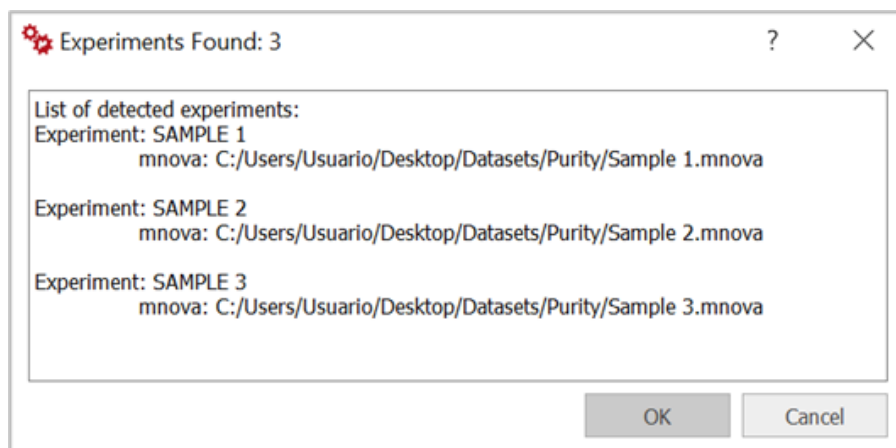 Experiments Found: 3
?
List of detected experiments:
Experiment: SAMPLE 1
mnova: C:/Users/Usuario/Desktop/Datasets/Purity/Sample 1.mnova
Experiment: SAMPLE 2
mnova: C:/Users/Usuario/Desktop/Datasets/Purity/Sample 2.mnova
Experiment: SAMPLE 3
mnova: C:/Users/Usuario/Desktop/Datasets/Purity/Sample 3.mnova
OK
Cancel